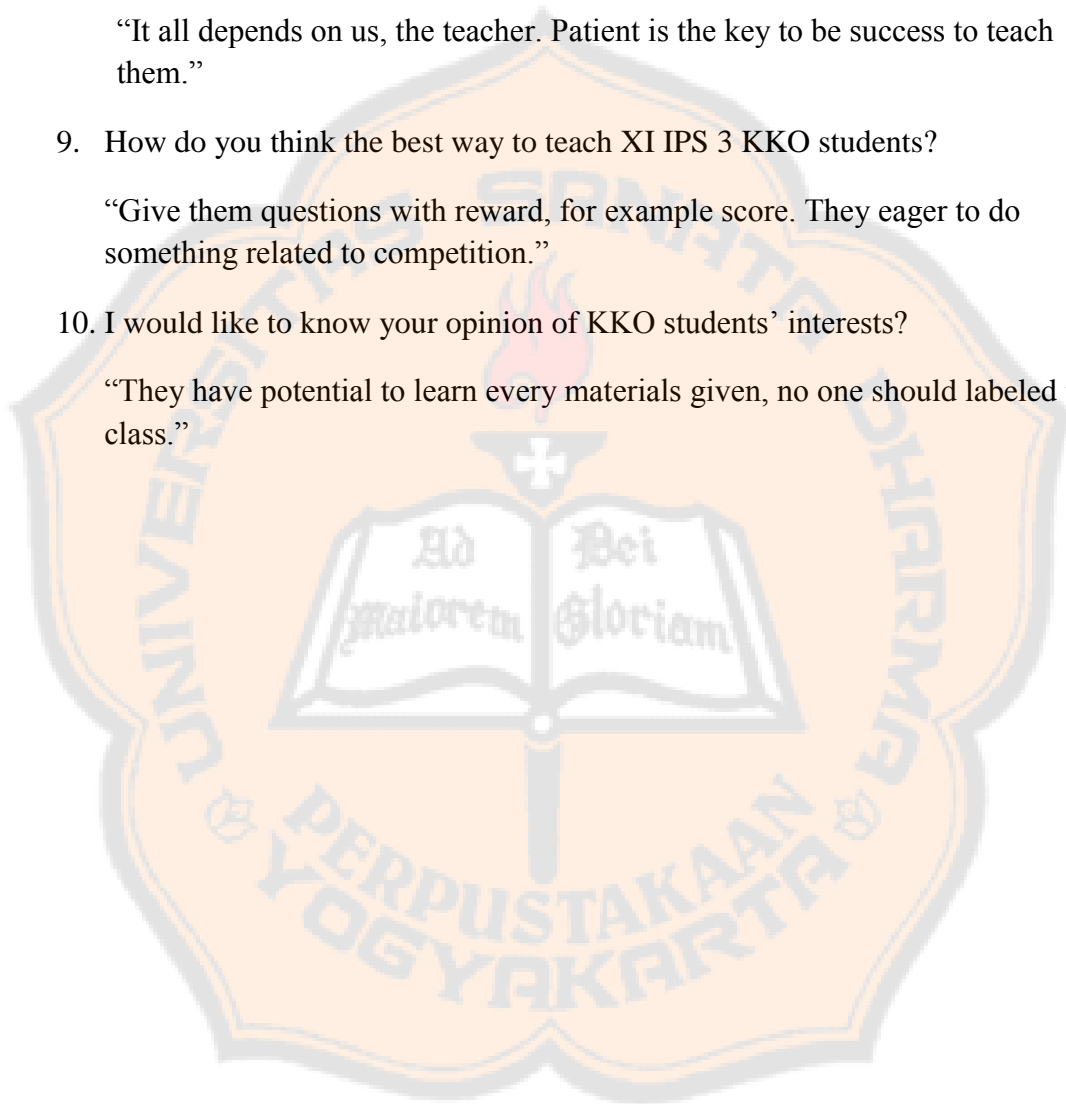 “It all depends on us, the teacher. Patient is the key to be success to teach
them.”
9. How do you think the best way to teach XI IPS 3 KKO students?
“Give them questions with reward, for example score. They eager to do
something related to competition.”
10. I would like to know your opinion of KKO students’ interests?
“They have potential to learn every materials given, no one should labeled
class.”
UNIVERSITAS SANATA DHARMA
Ad Dei
Maiorem Gloriam
PERPUSTAKAAN
YOGYAKARTA